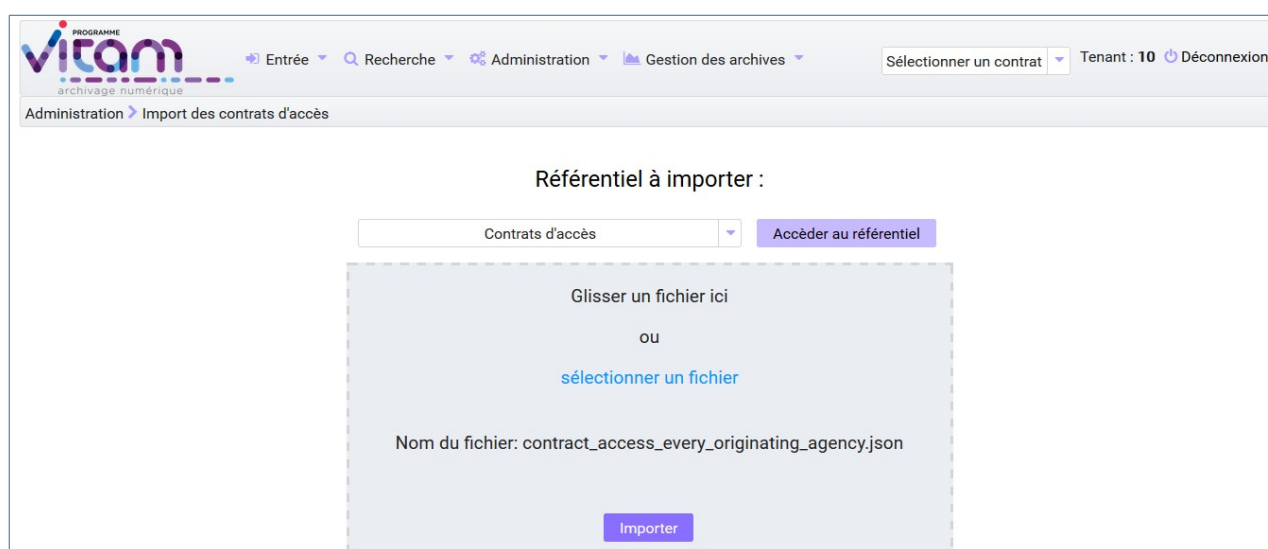 PROGRAMME
vitam
archivage numérique
Entrée Recherche Administration Gestion des archives Sélectionner un contrat Tenant : 10 Déconnexion
Administration Import des contrats d'accès
Référentiel à importer :
Contrats d'accès Accèder au référentiel
Glisser un fichier ici
ou
sélectionner un fichier
Nom du fichier: contract_access_every_originating_agency.json
Importer